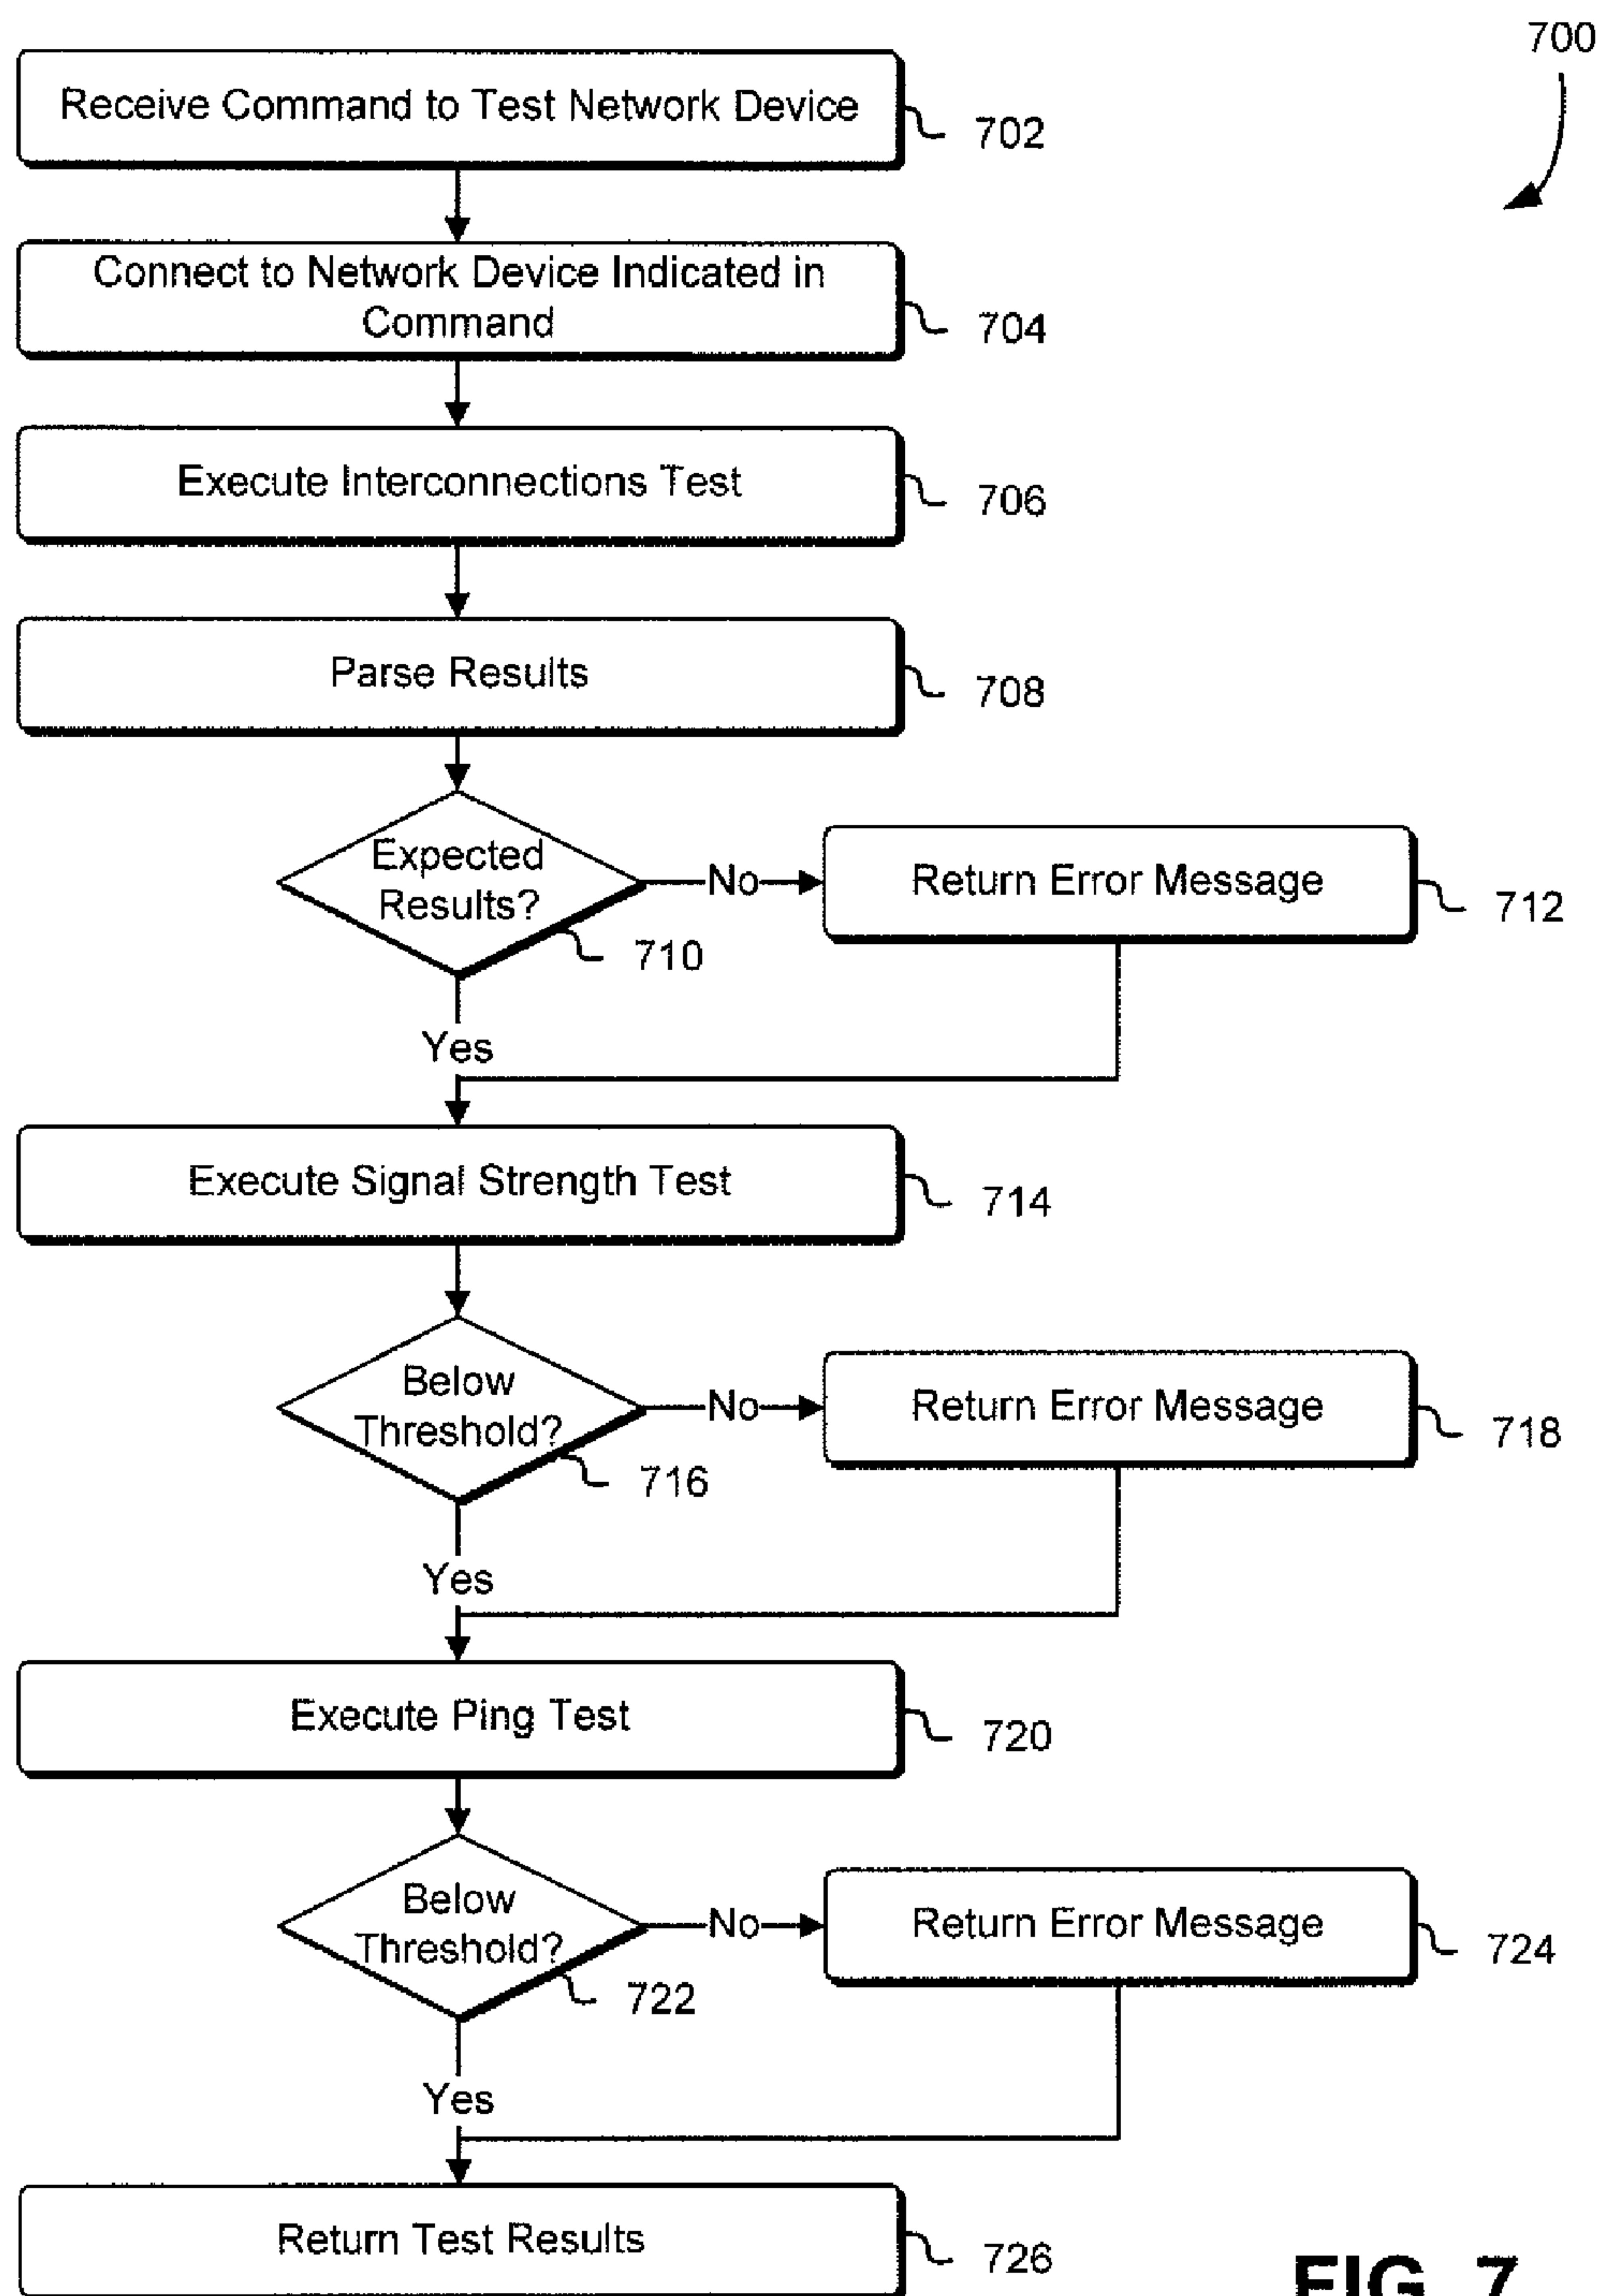 700
Receive Command to Test Network Device
702
Connect to Network Device Indicated in
Command
704
Execute Interconnections Test
706
Parse Results
708
Expected
Results?
710
No
Return Error Message
712
Yes
Execute Signal Strength Test
714
Below
Threshold?
716
No
Return Error Message
718
Yes
Execute Ping Test
720
Below
Threshold?
722
No
Return Error Message
724
Yes
Return Test Results
726
FIG. 7